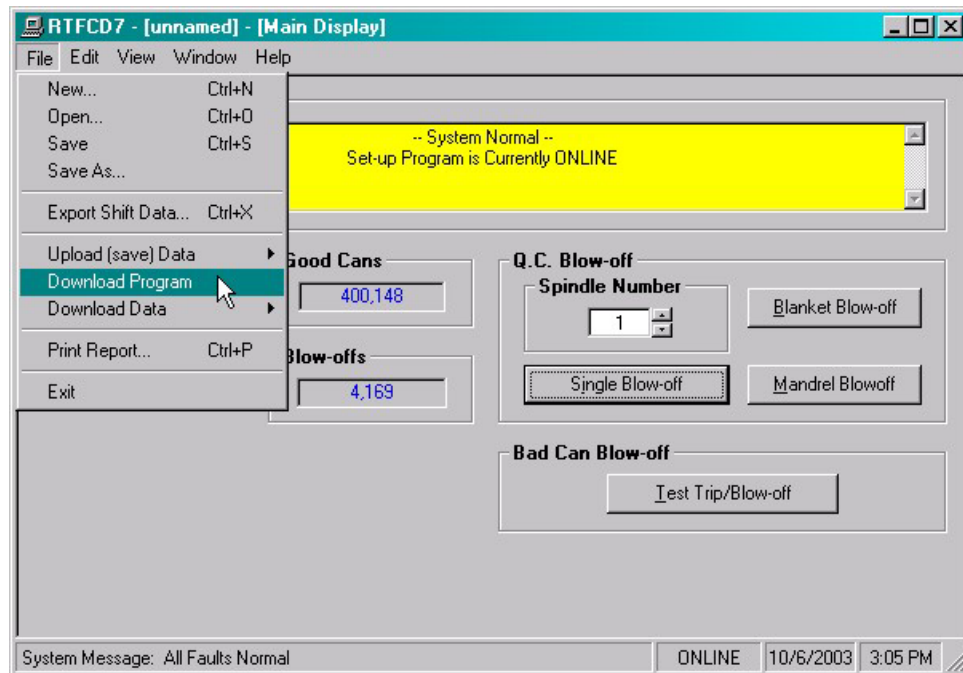 RTFCD7 - [unnamed] - [Main Display]
File Edit View Window Help
New... Ctrl+N
Open... Ctrl+O
Save Ctrl+S
Save As...
Export Shift Data... Ctrl+X
Upload (save) Data
Download Program
Download Data
Print Report... Ctrl+P
Exit
-- System Normal --
Set-up Program is Currently ONLINE
Good Cans
400,148
Blow-offs
4,169
Q.C. Blow-off
Spindle Number
1
Blanket Blow-off
Single Blow-off
Mandrel Blowoff
Bad Can Blow-off
Test Trip/Blow-off
System Message: All Faults Normal
ONLINE
10/6/2003
3:05 PM